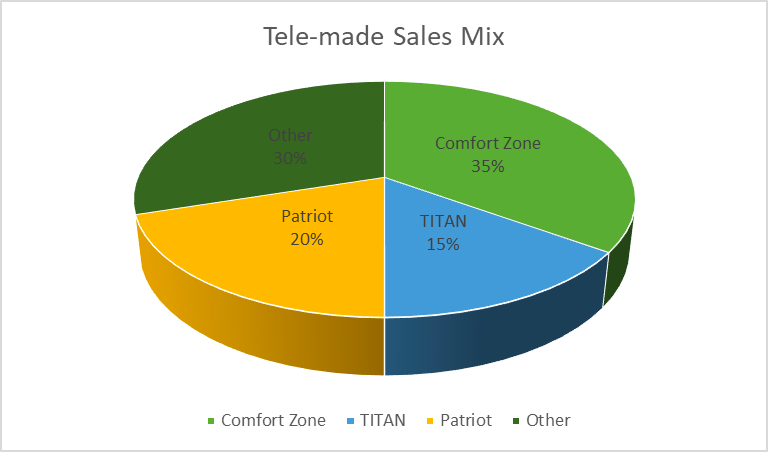 Tele-made Sales Mix
Other
30%
Comfort Zone
35%
Patriot
20%
TITAN
15%
Comfort Zone TITAN Patriot Other